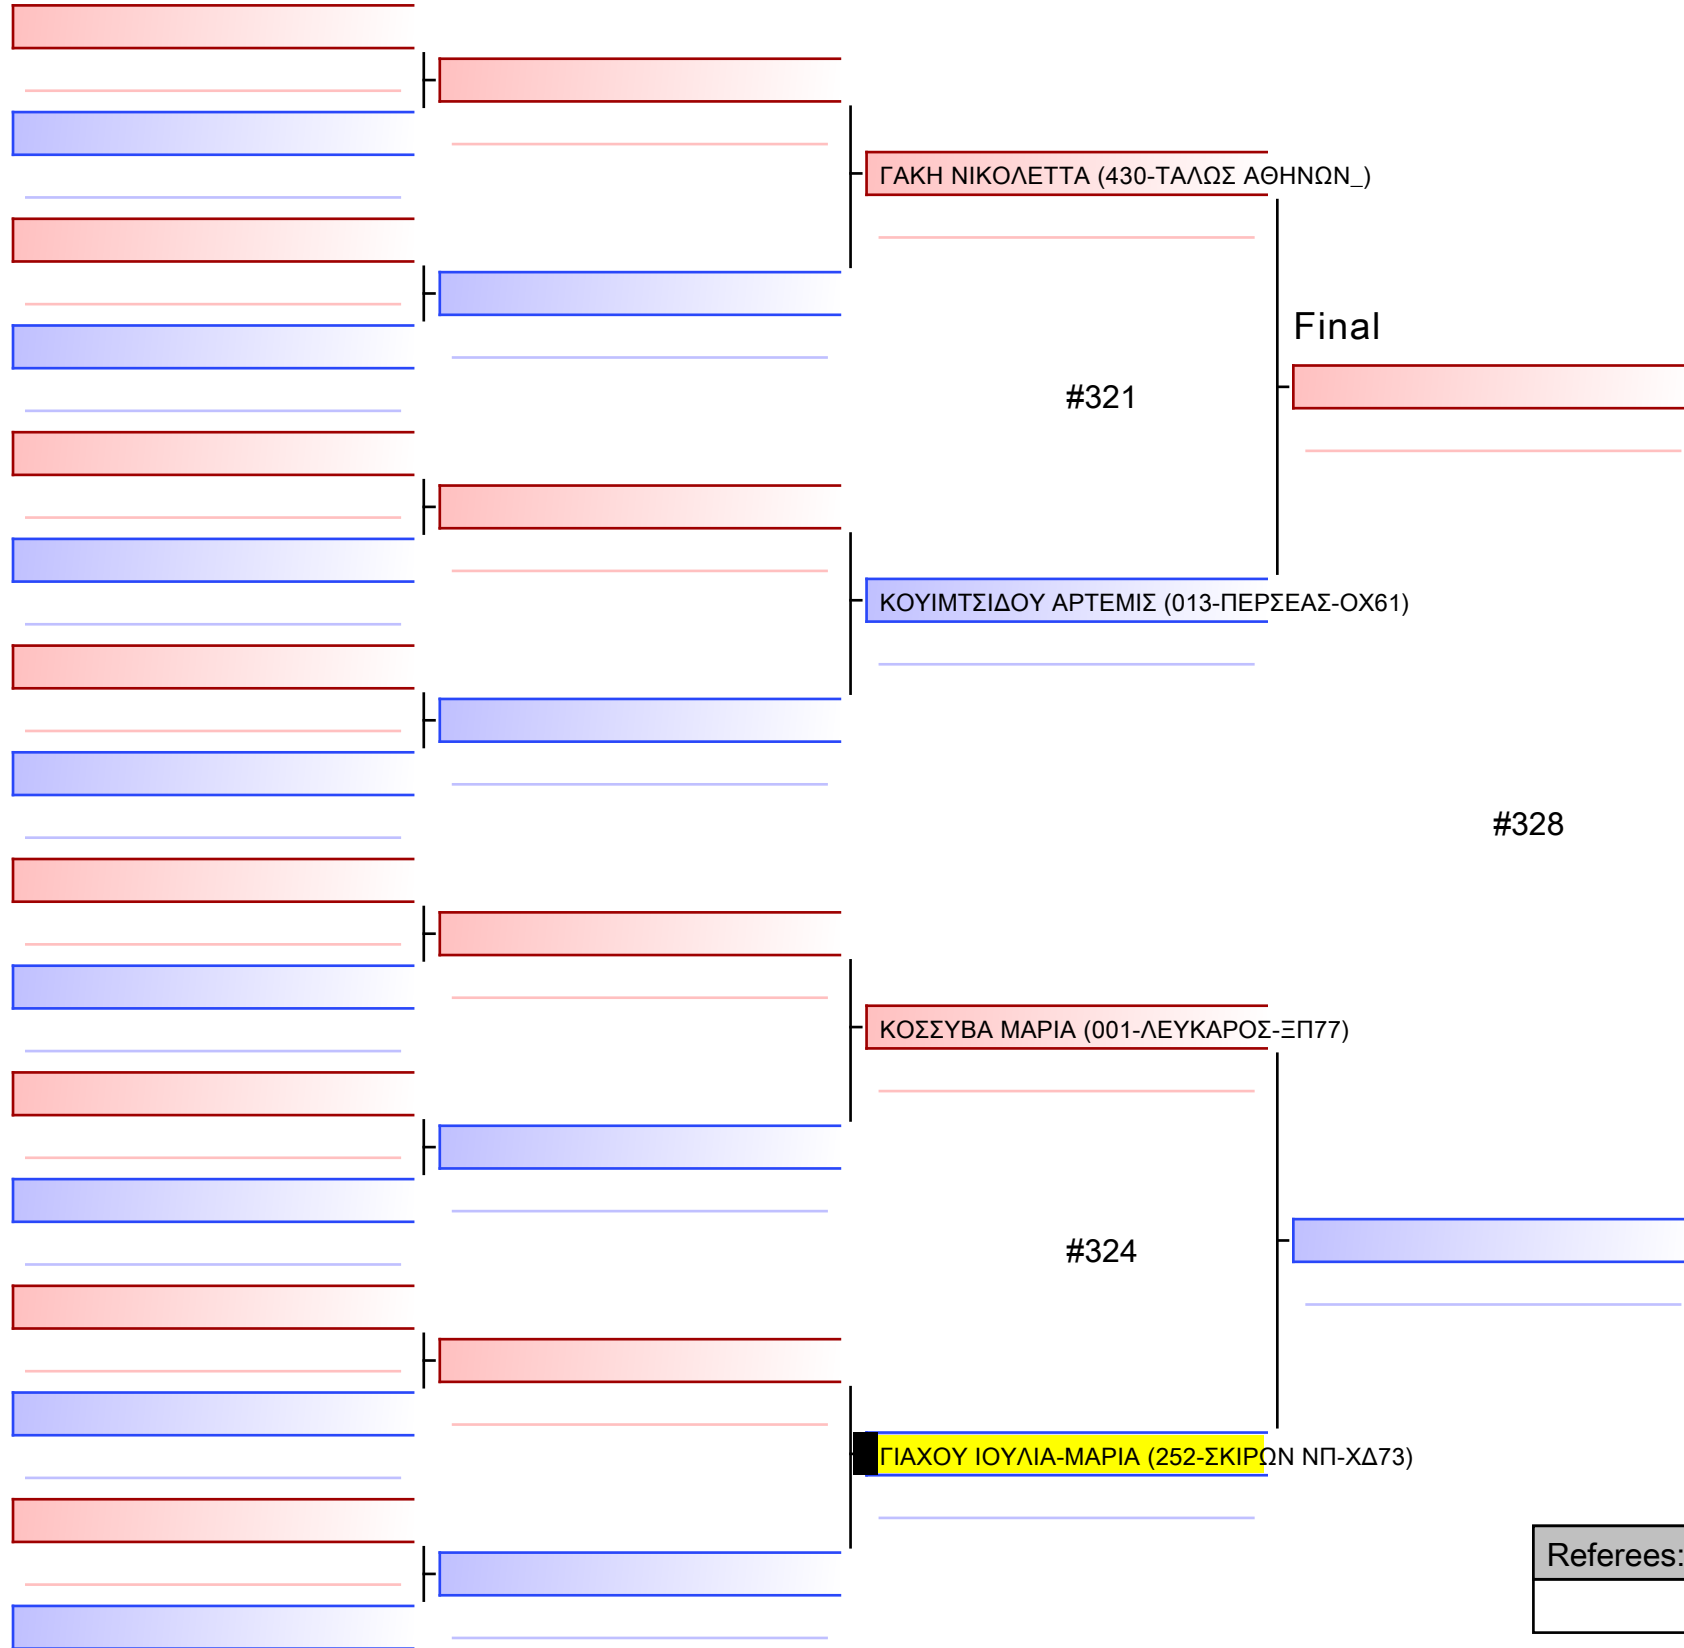 ΓΑΚΗ ΝΙΚΟΛΕΤΤΑ (430-ΤΑΛΩΣ ΑΘΗΝΩΝ_)
Final
#321
ΚΟΥΙΜΤΣΙΔΟΥ ΑΡΤΕΜΙΣ (013-ΠΕΡΣΕΑΣ-ΟΧ61)
#328
ΚΟΣΣΥΒΑ ΜΑΡΙΑ (001-ΛΕΥΚΑΡΟΣ-ΞΠ77)
#324
ΓΙΑΧΟΥ ΙΟΥΛΙΑ-ΜΑΡΙΑ (252-ΣΚΙΡΩΝ ΝΠ-ΧΔ73)
Referees: